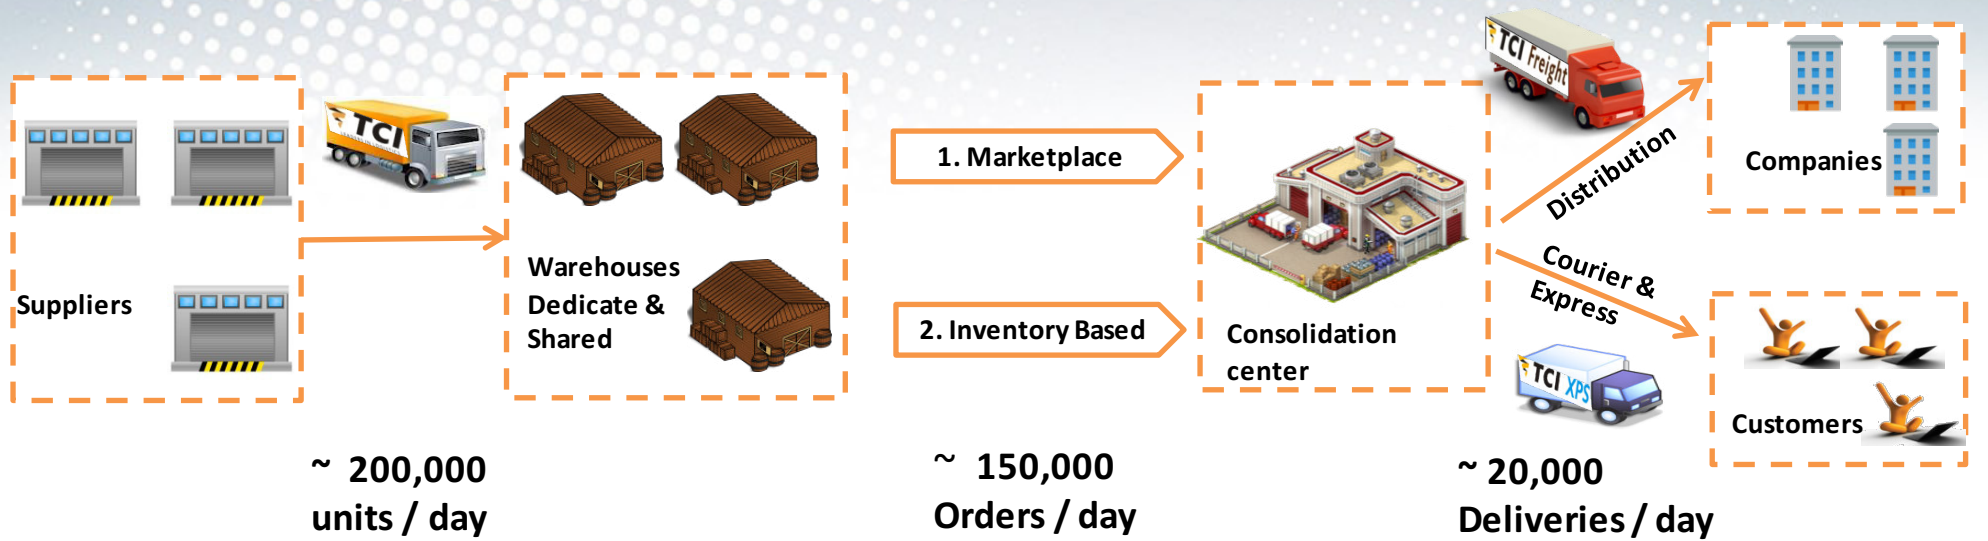 Suppliers
TCI
Warehouses
Dedicate &
Shared
1. Marketplace
2. Inventory Based
Consolidation
center
TCI Freight
Distribution
Companies
Courier &
Express
TCI XPS
Customers
~ 200,000
units / day
~ 150,000
Orders / day
~ 20,000
Deliveries / day